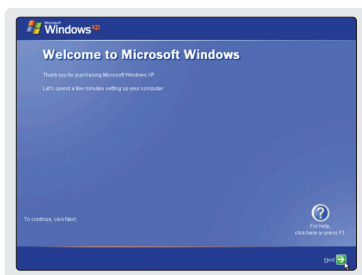 Microsoft
Windows xp
Welcome to Microsoft Windows
Thank you for purchasing Microsoft Windows XP.
Let's spend a few minutes setting up your computer.
To continue, click Next.
For help,
click here or press F1.
Next